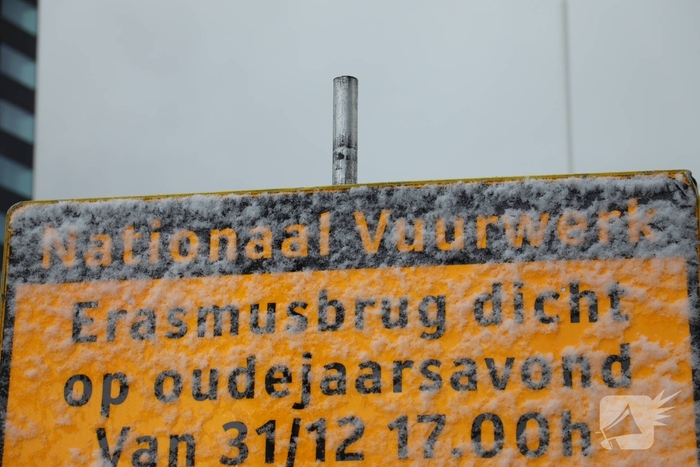 Nationaal Vuurwerk
Erasmusbrug dicht
op oudejaarsavond
Van 31/12 17.00h